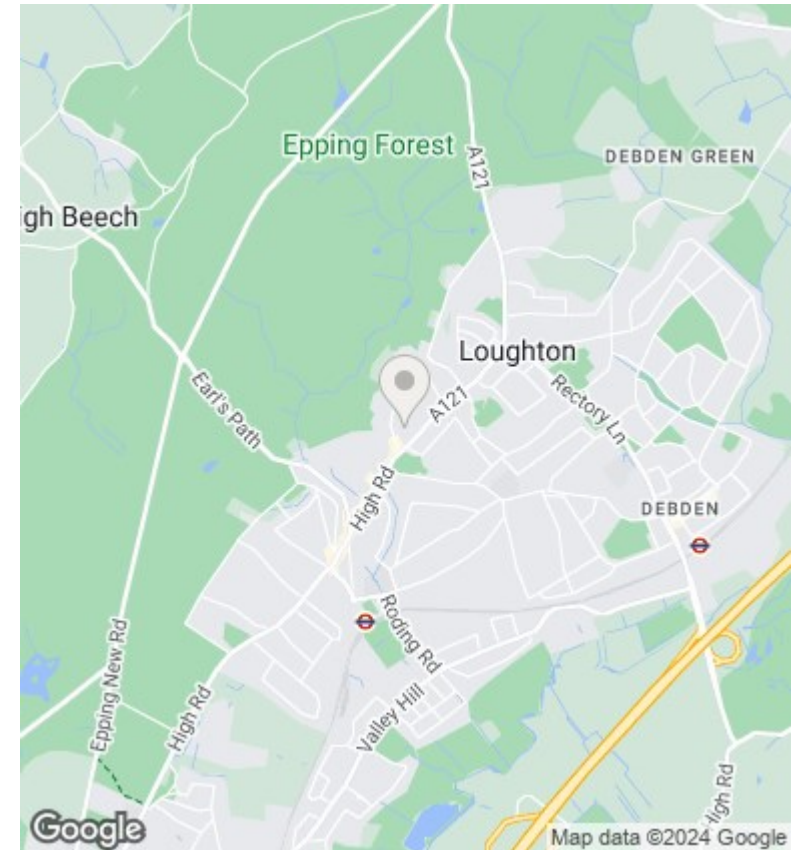 Epping Forest
A121
DEBDEN GREEN
igh Beech
Loughton
Earl's Path
A121
Rectory Ln
High Rd
DEBDEN
Roding Rd
Epping New Rd
High Rd
Valley Hill
High Rd
Google
Map data ©2024 Google